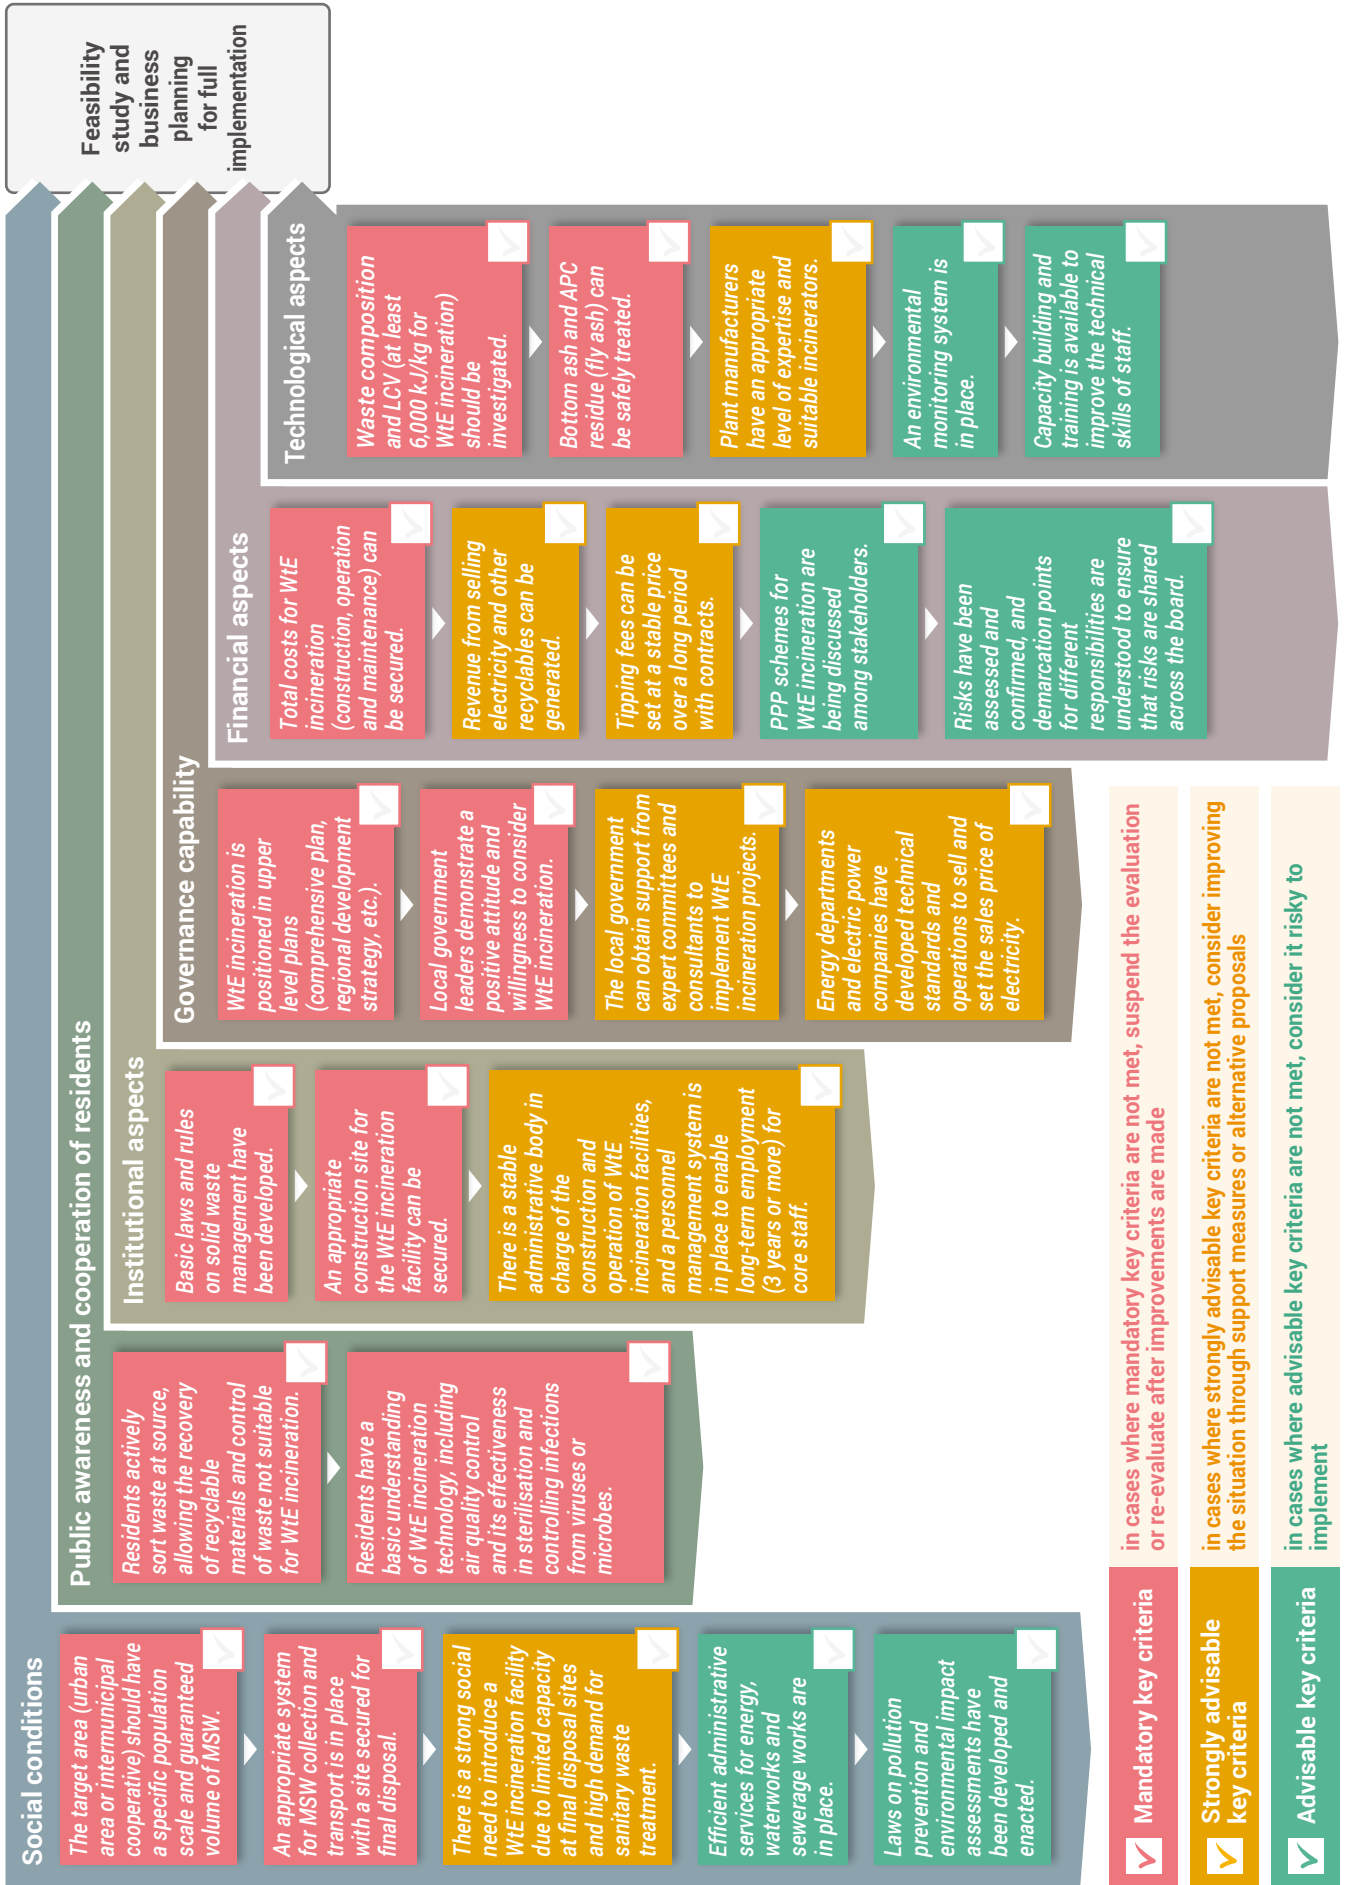 Social conditions
The target area (urban
area or intermunicipal
cooperative) should have
a specific population
scale and guaranteed
volume of MSW.
An appropriate system
for MSW collection and
transport is in place
with a site secured for
final disposal.
There is a strong social
need to introduce a
WtE incineration facility
due to limited capacity
at final disposal sites
and high demand for
sanitary waste
treatment.
Efficient administrative
services for energy,
waterworks and
sewerage works are
in place.
Laws on pollution
prevention and
environmental impact
assessments have
been developed and
enacted.
Public awareness and cooperation of residents
Residents actively
sort waste at source,
allowing the recovery
of recyclable
materials and control
of waste not suitable
for WtE incineration.
Residents have a
basic understanding
of WtE incineration
technology, including
air quality control
and its effectiveness
in sterilisation and
controlling infections
from viruses or
microbes.
Institutional aspects
Basic laws and rules
on solid waste
management have
been developed.
An appropriate
construction site for
the WtE incineration
facility can be
secured.
There is a stable
administrative body in
charge of the
construction and
operation of WtE
incineration facilities,
and a personnel
management system is
in place to enable
long-term employment
(3 years or more) for
core staff.
Governance capability
WtE incineration is
positioned in upper
level plans
(comprehensive plan,
regional development
strategy, etc.).
Local government
leaders demonstrate a
positive attitude and
willingness to consider
WtE incineration.
The local government
can obtain support from
expert committees and
consultants to
implement WtE
incineration projects.
Energy departments
and electric power
companies have
developed technical
standards and
operations to sell and
set the sales price of
electricity.
Financial aspects
Total costs for WtE
incineration
(construction, operation
and maintenance) can
be secured.
Revenue from selling
electricity and other
recyclables can be
generated.
Tipping fees can be
set at a stable price
over a long period
with contracts.
PPP schemes for
WtE incineration are
being discussed
among stakeholders.
Risks have been
assessed and
confirmed, and
demarcation points
for different
responsibilities are
understood to ensure
that risks are shared
across the board.
Technological aspects
Waste composition
and LCV (at least
6,000 kJ/kg for
WtE incineration)
should be
investigated.
Bottom ash and APC
residue (fly ash) can
be safely treated.
Plant manufacturers
have an appropriate
level of expertise and
suitable incinerators.
An environmental
monitoring system is
in place.
Capacity building and
training is available to
improve the technical
skills of staff.
Feasibility
study and
business
planning
for full
implementation
Mandatory key criteria
in cases where mandatory key criteria are not met, suspend the evaluation
or re-evaluate after improvements are made
Strongly advisable
key criteria
in cases where strongly advisable key criteria are not met, consider improving
the situation through support measures or alternative proposals
Advisable key criteria
in cases where advisable key criteria are not met, consider it risky to
implement